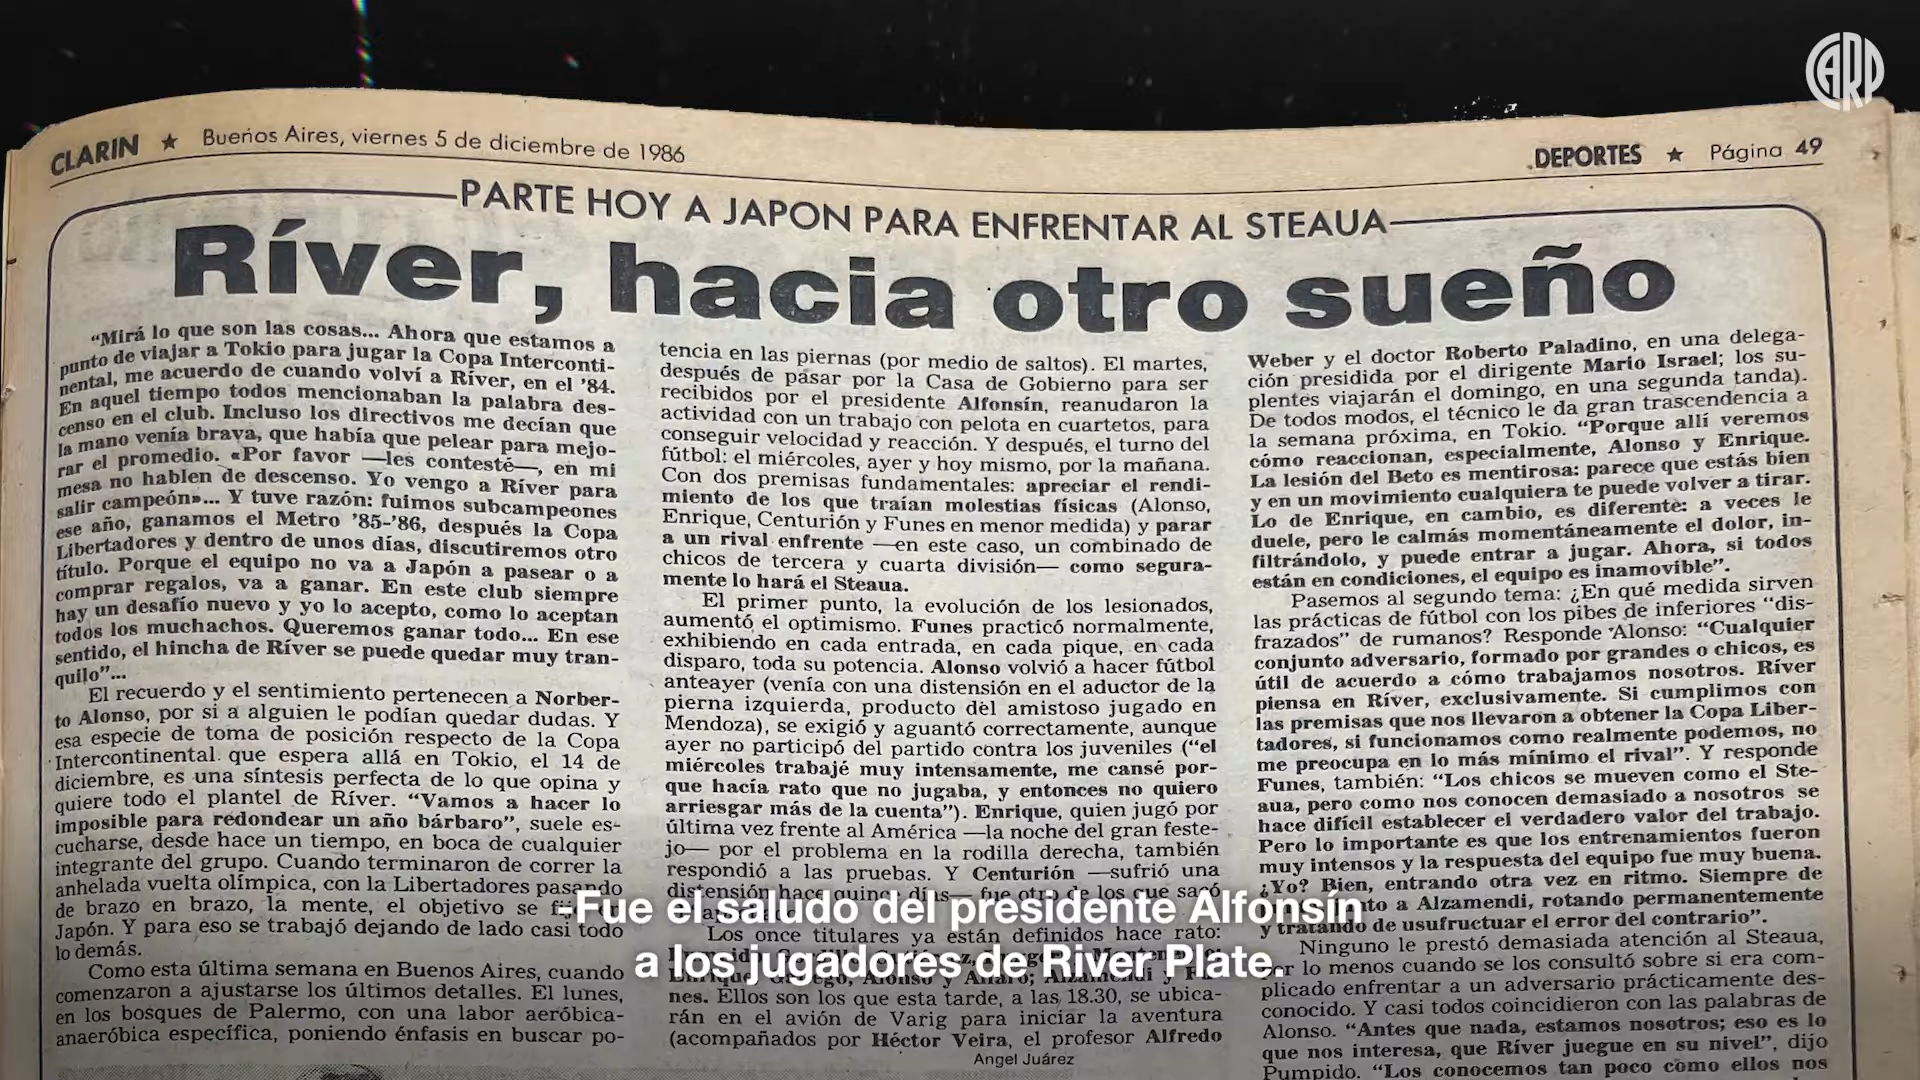 CARP
CLARIN ★ Buenos Aires, viernes 5 de diciembre de 1986
DEPORTES ★ Página 49
PARTE HOY A JAPON PARA ENFRENTAR AL STEAUA
Ríver, hacia otro sueño
“Mirá lo que son las cosas... Ahora que estamos a
punto de viajar a Tokio para jugar la Copa Interconti-
nental, me acuerdo de cuando volví a Ríver, en el ’84.
En aquel tiempo todos mencionaban la palabra des-
censo en el club. Incluso los directivos me decían que
la mano venía brava, que había que pelear para mejo-
rar el promedio. «Por favor —les contesté—, en mi
mesa no hablen de descenso. Yo vengo a Ríver para
salir campeón»... Y tuve razón: fuimos subcampeones
ese año, ganamos el Metro ’85-’86, después la Copa
Libertadores y dentro de unos días, discutiremos otro
título. Porque el equipo no va a Japón a pasear o a
comprar regalos, va a ganar. En este club siempre
hay un desafío nuevo y yo lo acepto, como lo aceptan
todos los muchachos. Queremos ganar todo... En ese
sentido, el hincha de Ríver se puede quedar muy tran-
quilo”...
El recuerdo y el sentimiento pertenecen a Norber-
to Alonso, por si a alguien le podían quedar dudas. Y
esa especie de toma de posición respecto de la Copa
Intercontinental que espera allá en Tokio, el 14 de
diciembre, es una síntesis perfecta de lo que opina y
quiere todo el plantel de Ríver. “Vamos a hacer lo
imposible para redondear un año bárbaro”, suele es-
cucharse, desde hace un tiempo, en boca de cualquier
integrante del grupo. Cuando terminaron de correr la
anhelada vuelta olímpica, con la Libertadores pasando
de brazo en brazo, la mente, el objetivo se
Japón. Y para eso se trabajó dejando de lado casi todo
lo demás.
Como esta última semana en Buenos Aires, cuando
comenzaron a ajustarse los últimos detalles. El lunes,
en los bosques de Palermo, con una labor aeróbica-
anaeróbica específica, poniendo énfasis en buscar po-
tencia en las piernas (por medio de saltos). El martes,
después de pasar por la Casa de Gobierno para ser
recibidos por el presidente Alfonsín, reanudaron la
actividad con un trabajo con pelota en cuartetos, para
conseguir velocidad y reacción. Y después, el turno del
fútbol: el miércoles, ayer y hoy mismo, por la mañana.
Con dos premisas fundamentales: apreciar el rendi-
miento de los que traían molestias físicas (Alonso,
Enrique, Centurión y Funes en menor medida) y parar
a un rival enfrente —en este caso, un combinado de
chicos de tercera y cuarta división— como segura-
mente lo hará el Steaua.
El primer punto, la evolución de los lesionados,
aumentó el optimismo. Funes practicó normalmente,
exhibiendo en cada entrada, en cada pique, en cada
disparo, toda su potencia. Alonso volvió a hacer fútbol
anteayer (venía con una distensión en el aductor de la
pierna izquierda, producto del amistoso jugado en
Mendoza), se exigió y aguantó correctamente, aunque
ayer no participó del partido contra los juveniles (“el
miércoles trabajé muy intensamente, me cansé por-
que hacía rato que no jugaba, y entonces no quiero
arriesgar más de la cuenta”). Enrique, quien jugó por
última vez frente al América —la noche del gran feste-
jo— por el problema en la rodilla derecha, también
respondió a las pruebas. Y Centurión —sufrió una
distensión hace quince días— fue otro de los que sacó
Los once titulares ya están definidos hace rato:
Enrique, Gallego, Alonso y Alfaro; Alzamendi y Fu-
nes. Ellos son los que esta tarde, a las 18.30, se ubica-
rán en el avión de Varig para iniciar la aventura
(acompañados por Héctor Veira, el profesor Alfredo
Angel Juárez
Weber y el doctor Roberto Paladino, en una delega-
ción presidida por el dirigente Mario Israel; los su-
plentes viajarán el domingo, en una segunda tanda).
De todos modos, el técnico le da gran trascendencia a
la semana próxima, en Tokio. “Porque allí veremos
cómo reaccionan, especialmente, Alonso y Enrique.
La lesión del Beto es mentirosa: parece que estás bien
y en un movimiento cualquiera te puede volver a tirar.
Lo de Enrique, en cambio, es diferente: a veces le
duele, pero le calmás momentáneamente el dolor, in-
filtrándolo, y puede entrar a jugar. Ahora, si todos
están en condiciones, el equipo es inamovible”.
Pasemos al segundo tema: ¿En qué medida sirven
las prácticas de fútbol con los pibes de inferiores “dis-
frazados” de rumanos? Responde Alonso: “Cualquier
conjunto adversario, formado por grandes o chicos, es
útil de acuerdo a cómo trabajamos nosotros. Ríver
piensa en Ríver, exclusivamente. Si cumplimos con
las premisas que nos llevaron a obtener la Copa Liber-
tadores, si funcionamos como realmente podemos, no
me preocupa en lo más mínimo el rival”. Y responde
Funes, también: “Los chicos se mueven como el Ste-
aua, pero como nos conocen demasiado a nosotros se
hace difícil establecer el verdadero valor del trabajo.
Pero lo importante es que los entrenamientos fueron
muy intensos y la respuesta del equipo fue muy buena.
¿Yo? Bien, entrando otra vez en ritmo. Siempre de
a Alzamendi, rotando permanentemente
y tratando de usufructuar el error del contrario”.
Ninguno le prestó demasiada atención al Steaua,
por lo menos cuando se los consultó sobre si era com-
plicado enfrentar a un adversario prácticamente des-
conocido. Y casi todos coincidieron con las palabras de
Alonso. “Antes que nada, estamos nosotros; eso es lo
que nos interesa, que Ríver juegue en su nivel”, dijo
Pumpido. “Los conocemos tan poco como ellos nos
-Fue el saludo del presidente Alfonsín
a los jugadores de River Plate.